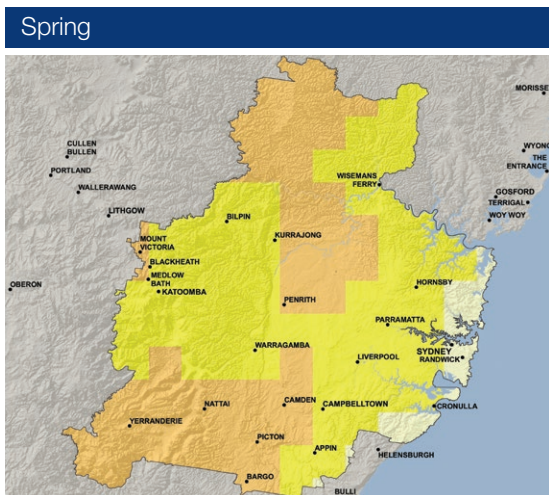 Spring
MORISSE
CULLEN
BULLEN
WYONG
PORTLAND
THE
ENTRANCE
WISEMANS
FERRY
WALLERAWANG
GOSFORD
TERRIGAL
LITHGOW
BILPIN
WOY WOY
KURRAJONG
MOUNT
VICTORIA
BLACKHEATH
MEDLOW
BATH
OBERON
HORNSBY
KATOOMBA
PENRITH
PARRAMATTA
WARRAGAMBA
SYDNEY
LIVERPOOL
RANDWICK
NATTAI
CAMDEN
CAMPBELLTOWN
CRONULLA
YERRANDERIE
PICTON
APPIN
HELENSBURGH
BARGO
BULLI